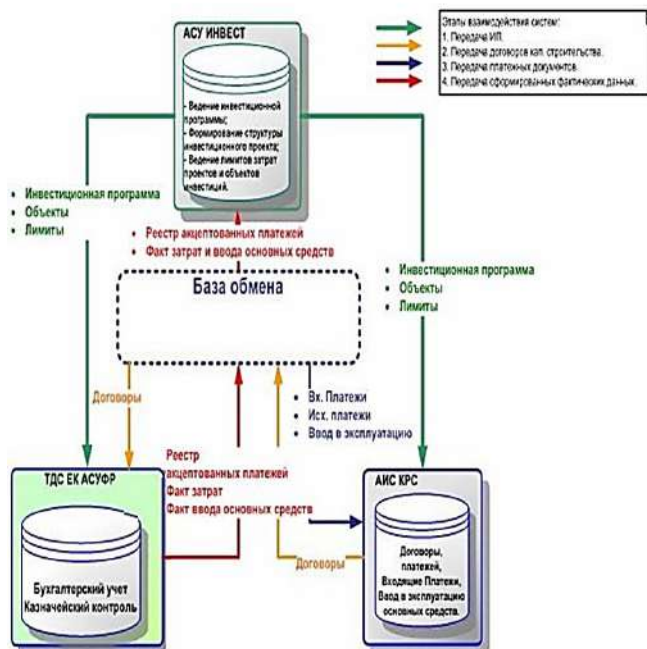 АСУ ИНВЕСТ
- Ведение инвестиционной
программы;
- Формирование структуры
инвестиционного проекта;
- Ведение лимитов затрат
проектов и объектов
инвестиций.
Этапы взаимодействия систем:
1. Передача ИП.
2. Передача договоров кап. строительства.
3. Передача платежных документов.
4. Передача сформированных фактических данных.
• Инвестиционная программа
• Объекты
• Лимиты
• Реестр акцептованных платежей
• Факт затрат и ввода основных средств
• Инвестиционная программа
• Объекты
• Лимиты
База обмена
Договоры
• Вх. Платежи
• Исх. платежи
• Ввод в эксплуатацию
Реестр
акцептованных платежей
Факт затрат
Факт ввода основных средств
ТДС ЕК АСУФР
Бухгалтерский учет
Казначейский контроль
Договоры
АИС КРС
Договоры,
платежей,
Входящие Платежи,
Ввод в эксплуатацию
основных средств.